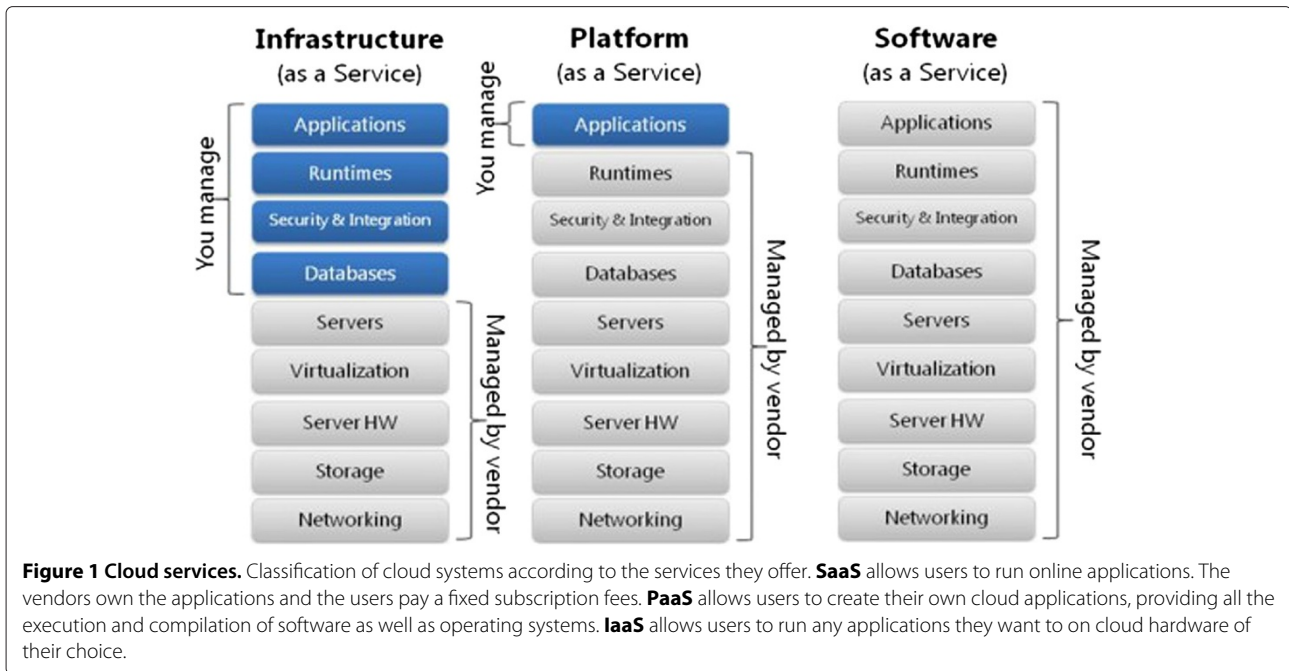 Infrastructure
(as a Service)
You manage
Applications
Runtimes
Security & Integration
Databases
Servers
Virtualization
Server HW
Storage
Networking
Managed by vendor
Platform
(as a Service)
You manage
Applications
Runtimes
Security & Integration
Databases
Servers
Virtualization
Server HW
Storage
Networking
Managed by vendor
Software
(as a Service)
Applications
Runtimes
Security & Integration
Databases
Servers
Virtualization
Server HW
Storage
Networking
Managed by vendor
Figure 1 Cloud services. Classification of cloud systems according to the services they offer. SaaS allows users to run online applications. The
vendors own the applications and the users pay a fixed subscription fees. PaaS allows users to create their own cloud applications, providing all the
execution and compilation of software as well as operating systems. IaaS allows users to run any applications they want to on cloud hardware of
their choice.